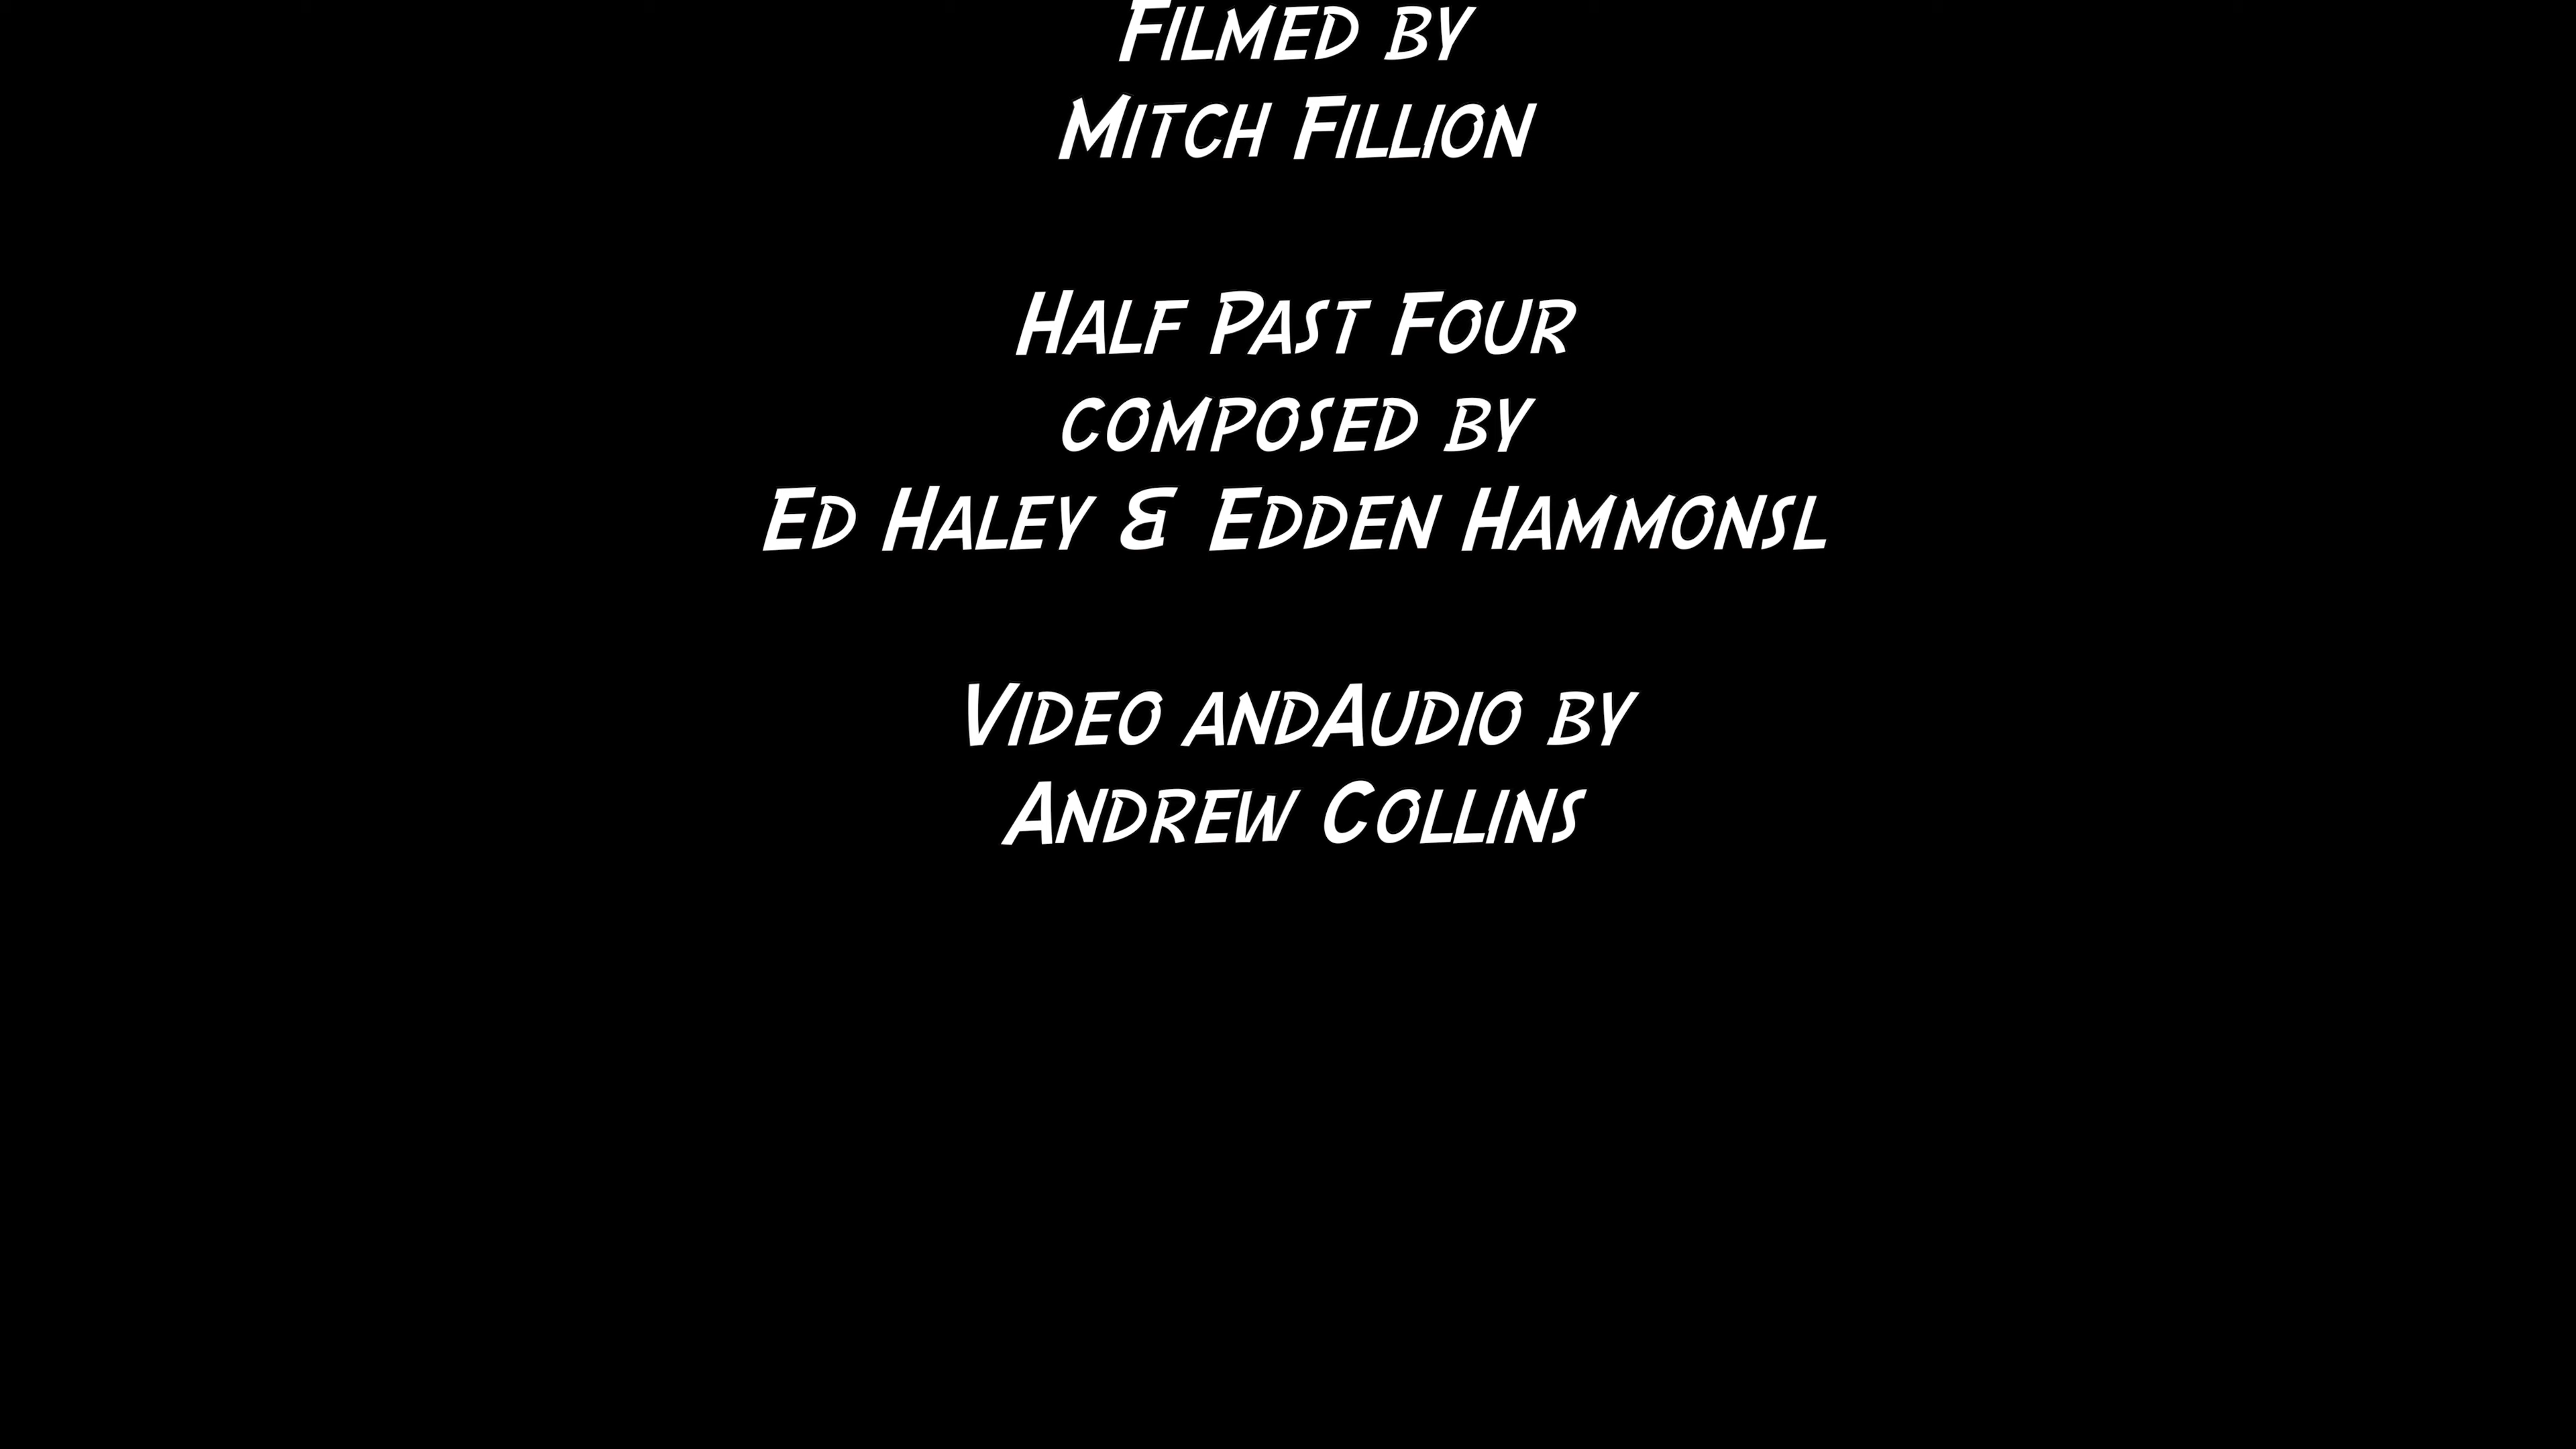 Filmed by
Mitch Fillion
Half Past Four
composed by
Ed Haley & Edden Hammonsl
Video andAudio by
Andrew Collins